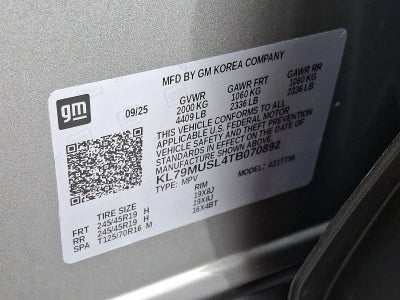 gm
MFD BY GM KOREA COMPANY
09/25
GVWR GAWR FRT GAWR RR
2000 KG 1060 KG 1060 KG
4409 LB 2336 LB 2336 LB
THIS VEHICLE CONFORMS TO ALL
APPLICABLE U.S. FEDERAL MOTOR
VEHICLE SAFETY AND THEFT PREVENTION
STANDARDS IN EFFECT ON THE DATE OF
MANUFACTURE SHOWN ABOVE.
KL79MUSL4TB070892
TYPE: MPV MODEL:
TIRE SIZE RIM
FRT 245/45R19 H 19X8J
RR 245/45R19 H 19X8J
SPA T125/70R16 M 16X4BT